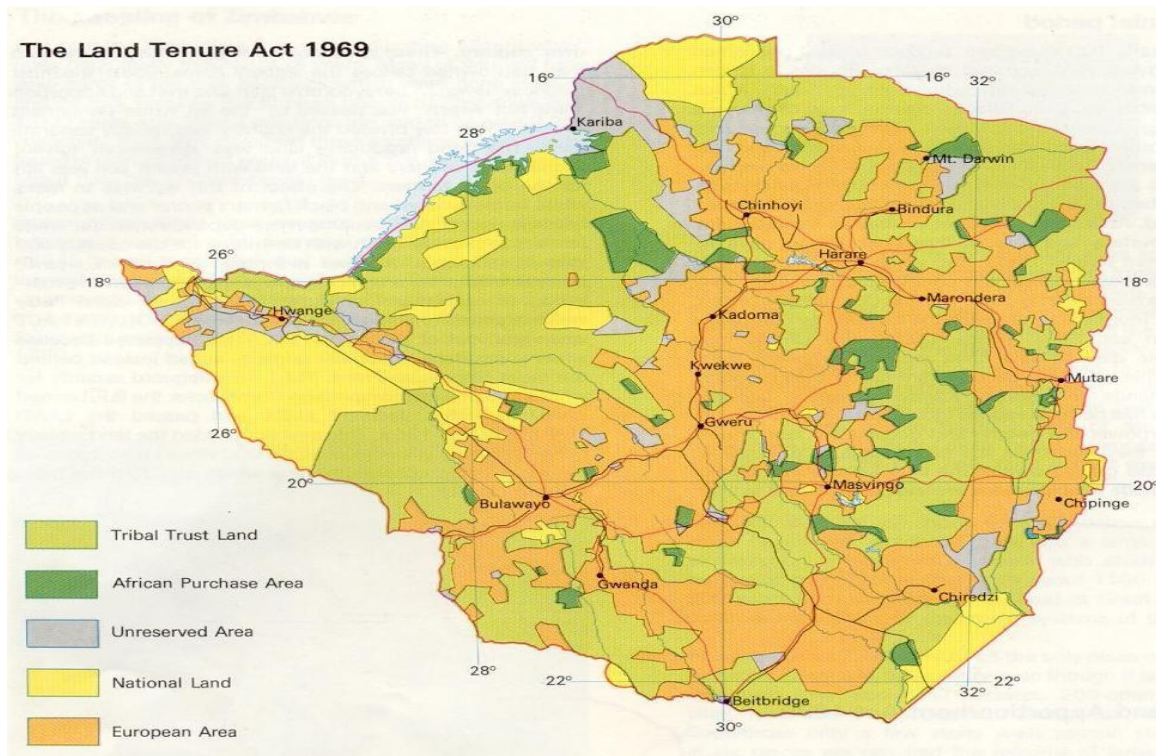 The Land Tenure Act 1969
30°
16°
16°
32°
Kariba
28°
Mt. Darwin
Chinhoyi
Bindura
26°
Harare
18°
18°
Hwange
Marondera
Kadoma
Kwekwe
Mutare
Gweru
26°
20°
Masvingo
20°
Bulawayo
Chipinge
Tribal Trust Land
African Purchase Area
Gwanda
Chiredzi
Unreserved Area
28°
22°
32°
22°
National Land
Beitbridge
30°
European Area